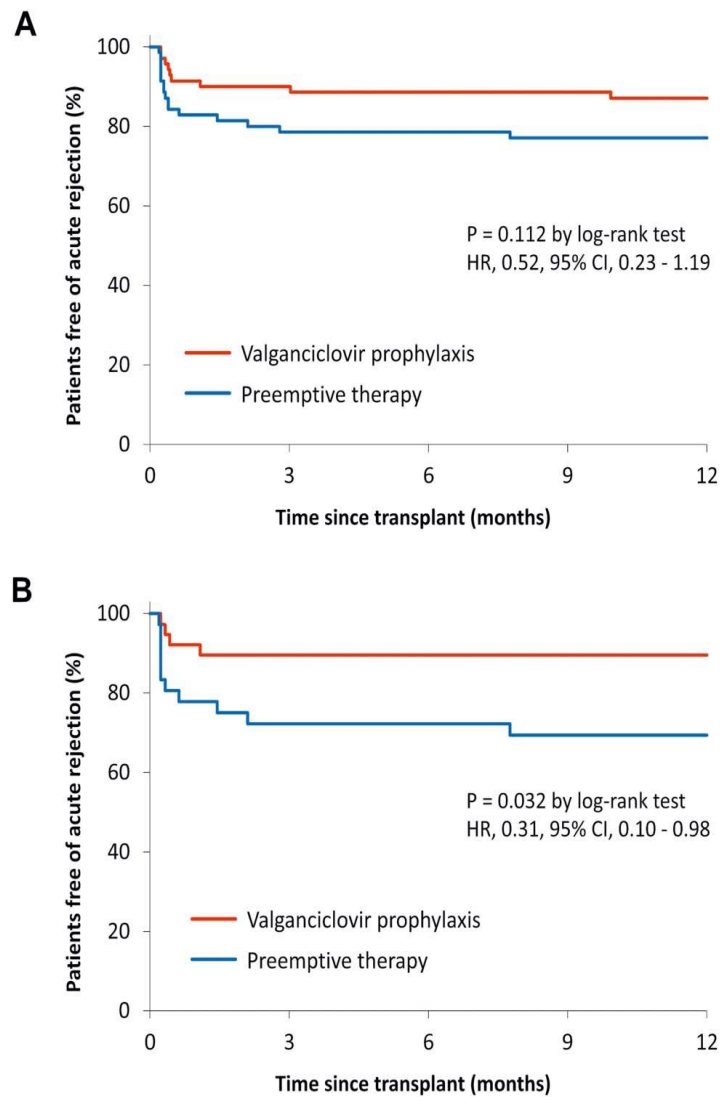 A
Patients free of acute rejection (%)
100
80
60
40
20
0
P = 0.112 by log-rank test
HR, 0.52, 95% CI, 0.23 - 1.19
Valganciclovir prophylaxis
Preemptive therapy
0 3 6 9 12
Time since transplant (months)
B
Patients free of acute rejection (%)
100
80
60
40
20
0
P = 0.032 by log-rank test
HR, 0.31, 95% CI, 0.10 - 0.98
Valganciclovir prophylaxis
Preemptive therapy
0 3 6 9 12
Time since transplant (months)